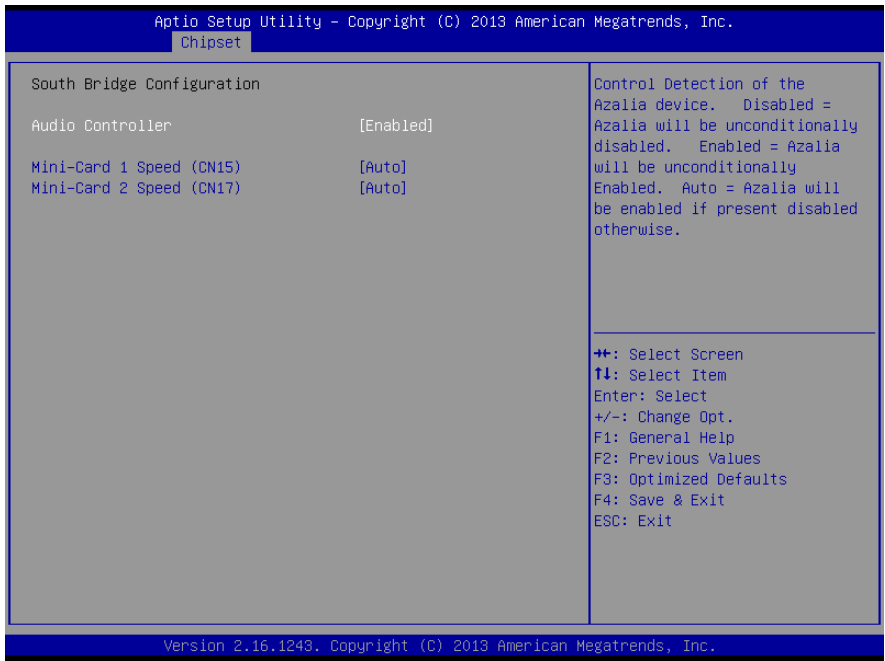 Aptio Setup Utility – Copyright (C) 2013 American Megatrends, Inc.
Chipset
South Bridge Configuration
Audio Controller [Enabled]
Mini-Card 1 Speed (CN15) [Auto]
Mini-Card 2 Speed (CN17) [Auto]
Control Detection of the
Azalia device. Disabled =
Azalia will be unconditionally
disabled. Enabled = Azalia
will be unconditionally
Enabled. Auto = Azalia will
be enabled if present disabled
otherwise.
→←: Select Screen
↑↓: Select Item
Enter: Select
+/-: Change Opt.
F1: General Help
F2: Previous Values
F3: Optimized Defaults
F4: Save & Exit
ESC: Exit
Version 2.16.1243. Copyright (C) 2013 American Megatrends, Inc.